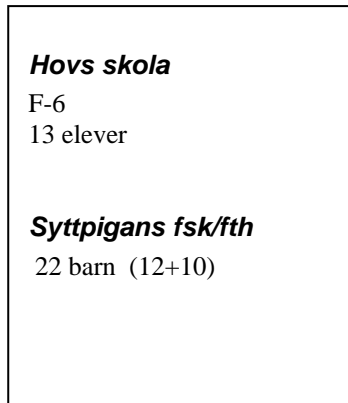 Hovs skola
F-6
13 elever
Syttpigans fsk/fth
22 barn (12+10)